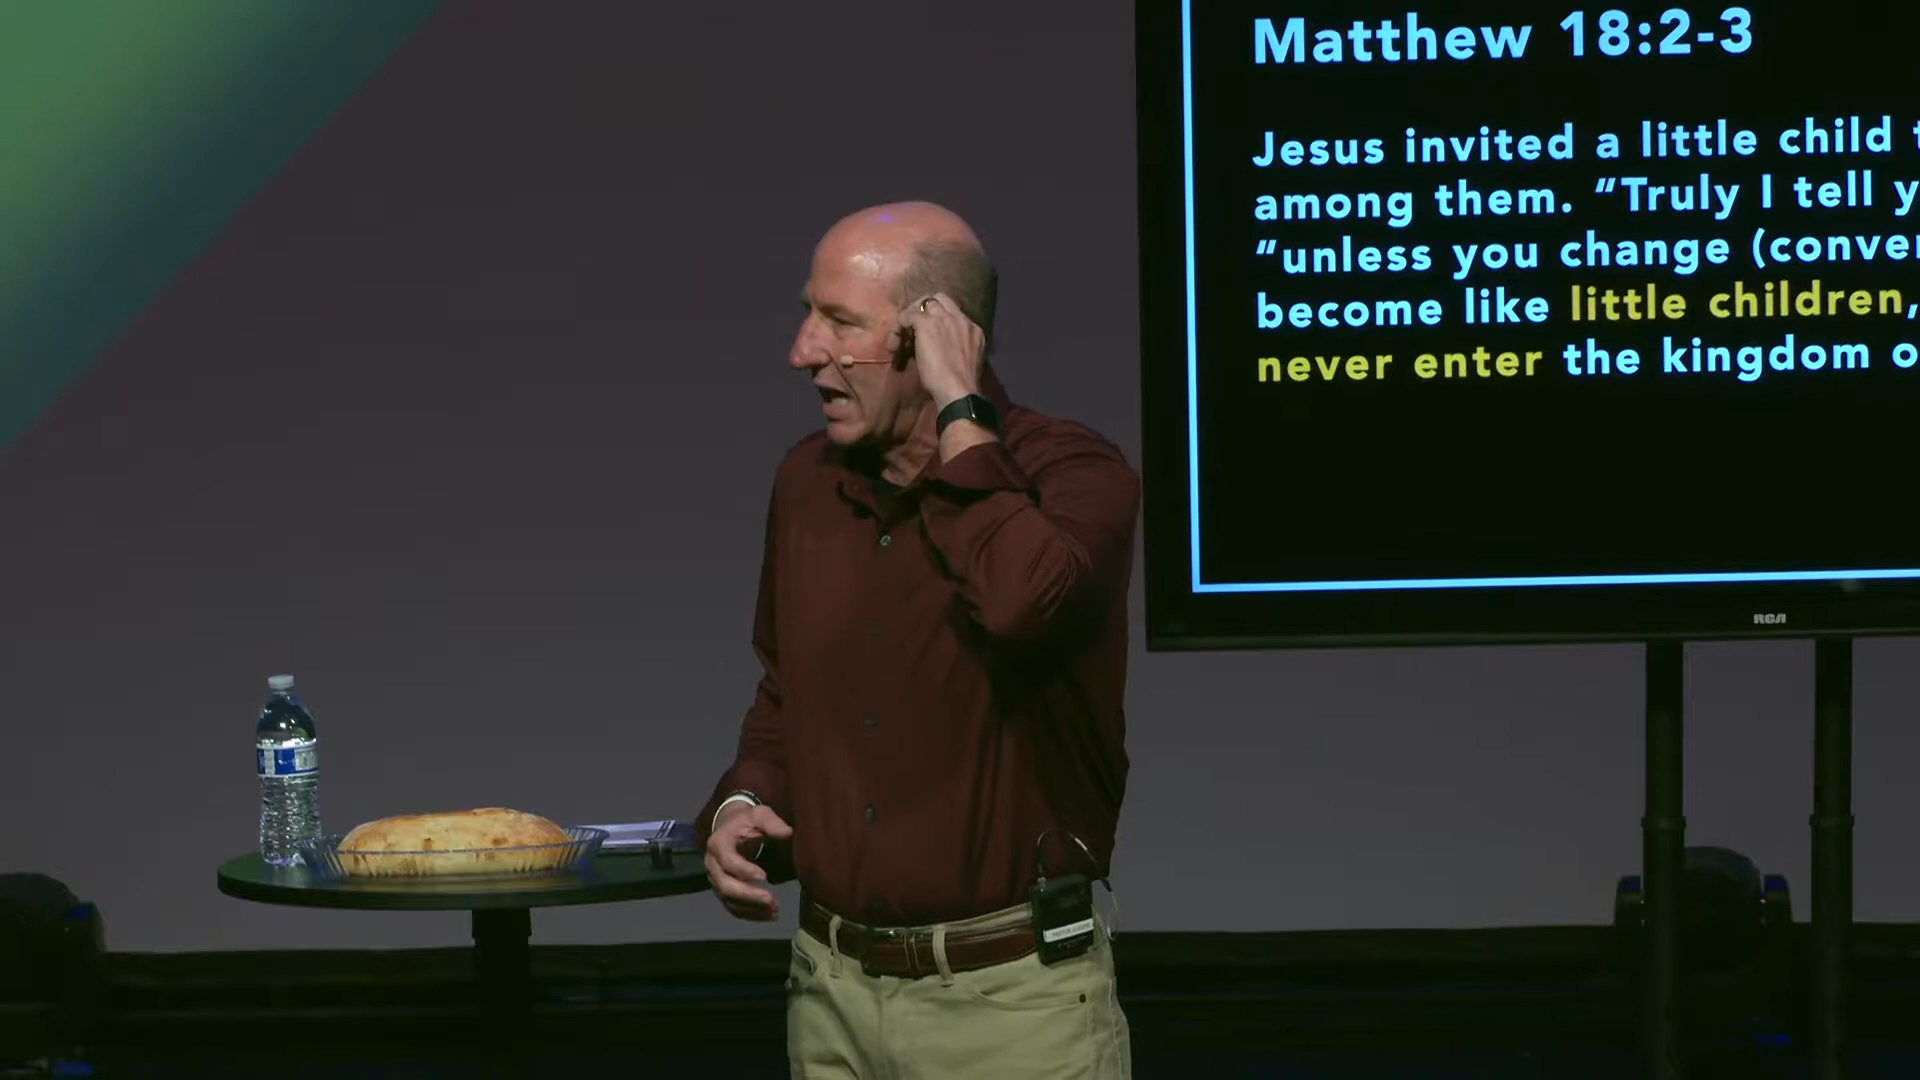 Matthew 18:2-3
Jesus invited a little child
among them. “Truly I tell
“unless you change
become like little children,
never enter the kingdom
RCA